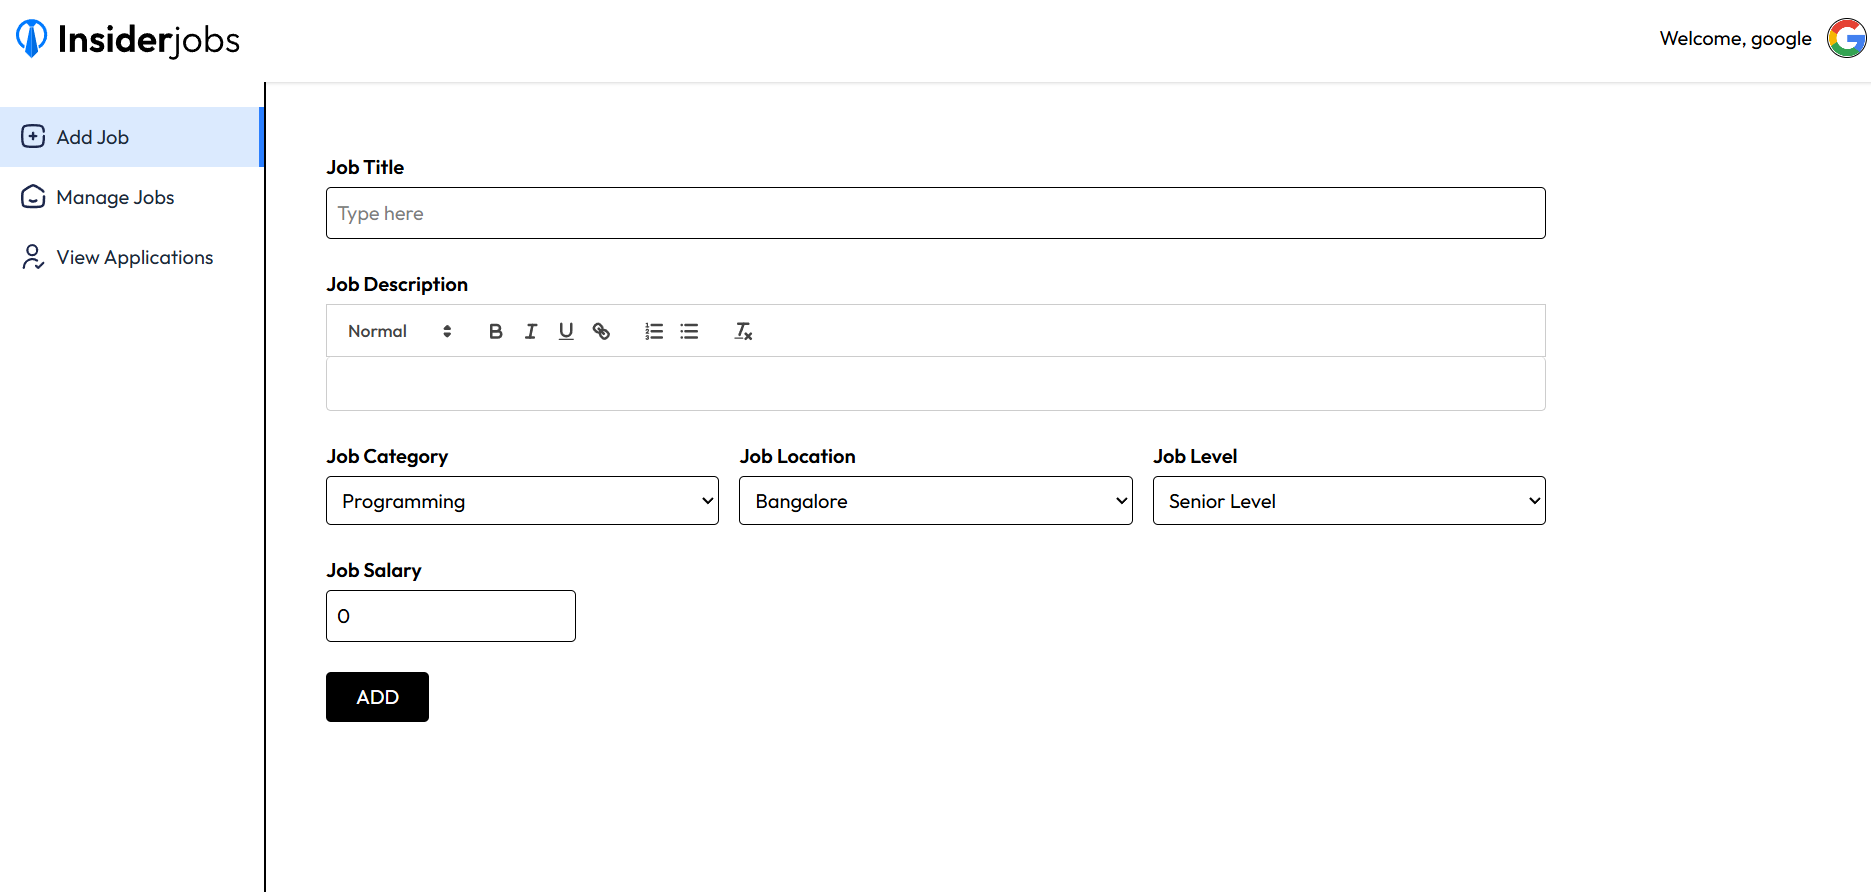 Insiderjobs
Welcome, google
Add Job
Manage Jobs
View Applications
Job Title
Type here
Job Description
Normal
Job Category
Job Location
Job Level
Programming
Bangalore
Senior Level
Job Salary
0
ADD